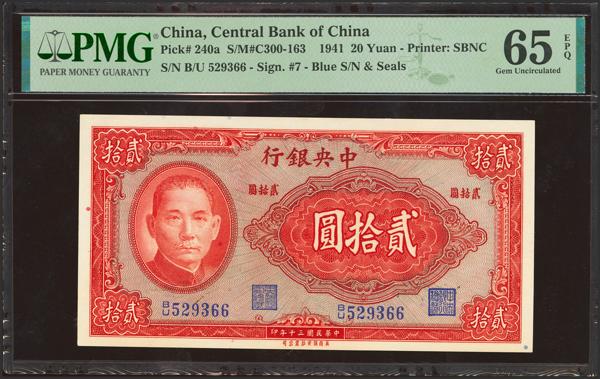 PMG
PAPER MONEY GUARANTY
China, Central Bank of China
Pick# 240a S/M#C300-163 1941 20 Yuan - Printer: SBNC
S/N B/U 529366 - Sign. #7 - Blue S/N & Seals
65 EPQ
Gem Uncirculated
行銀央中
貳拾
拾貳
圓拾貳
圓拾貳
圓拾貳
B/U 529366
B/U 529366
拾貳
貳拾
印年十三國民華中